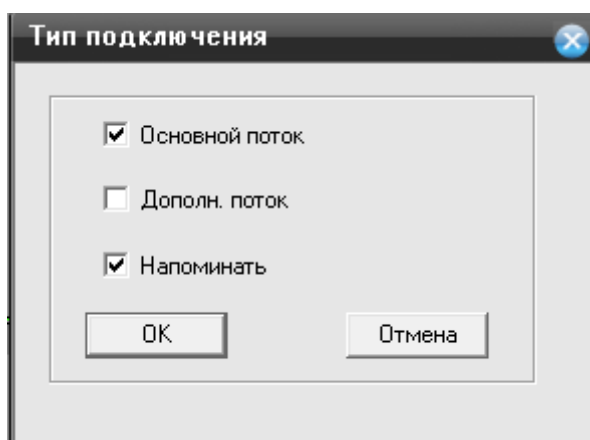 Тип подключения
Основной поток
Дополн. поток
Напоминать
OK
Отмена